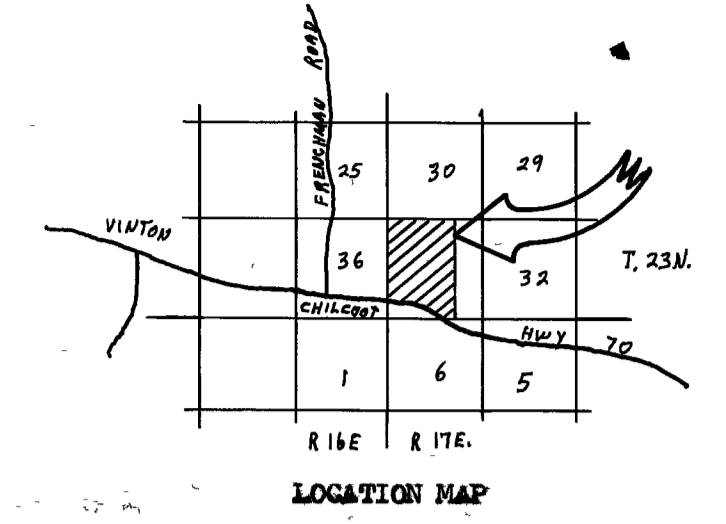 FRENCHMAN ROAD
25 30 29
VINTON
36
32
T. 23N.
CHILCOOT
HWY 70
1 6 5
R 16E R 17E.
LOCATION MAP